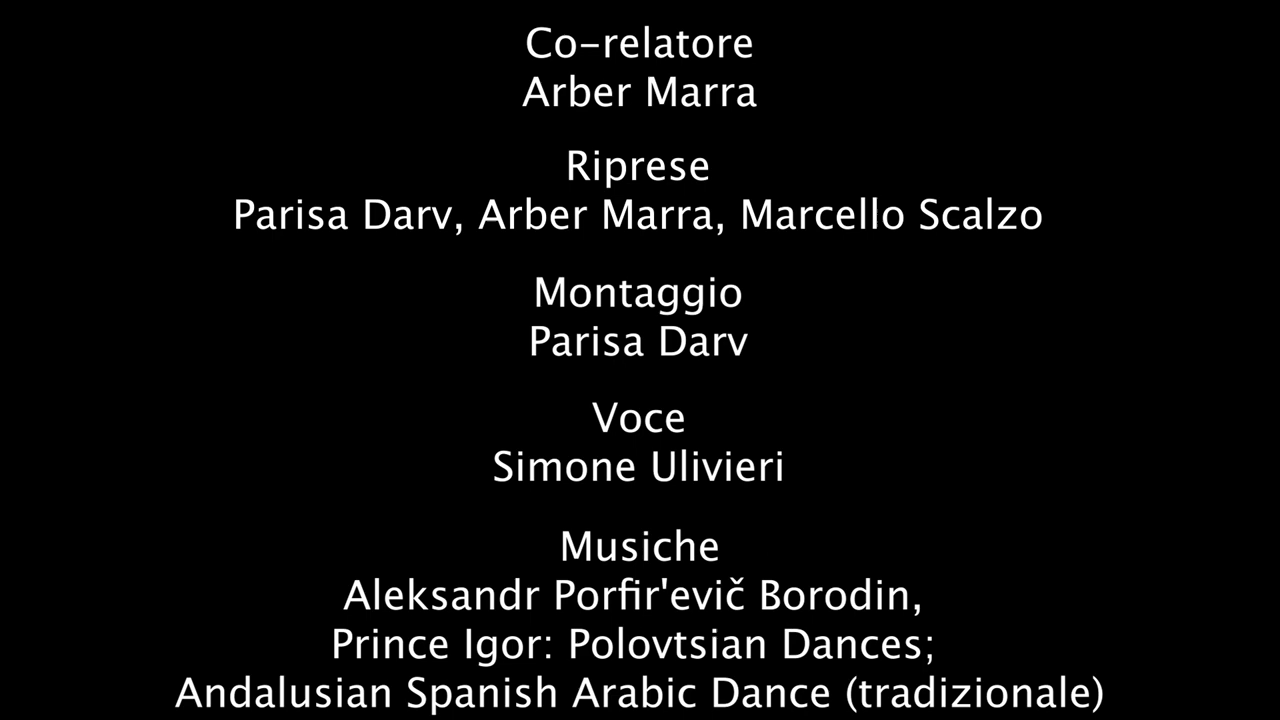 Co-relatore
Arber Marra
Riprese
Parisa Darv, Arber Marra, Marcello Scalzo
Montaggio
Parisa Darv
Voce
Simone Ulivieri
Musiche
Aleksandr Porfir'evič Borodin,
Prince Igor: Polovtsian Dances;
Andalusian Spanish Arabic Dance (tradizionale)